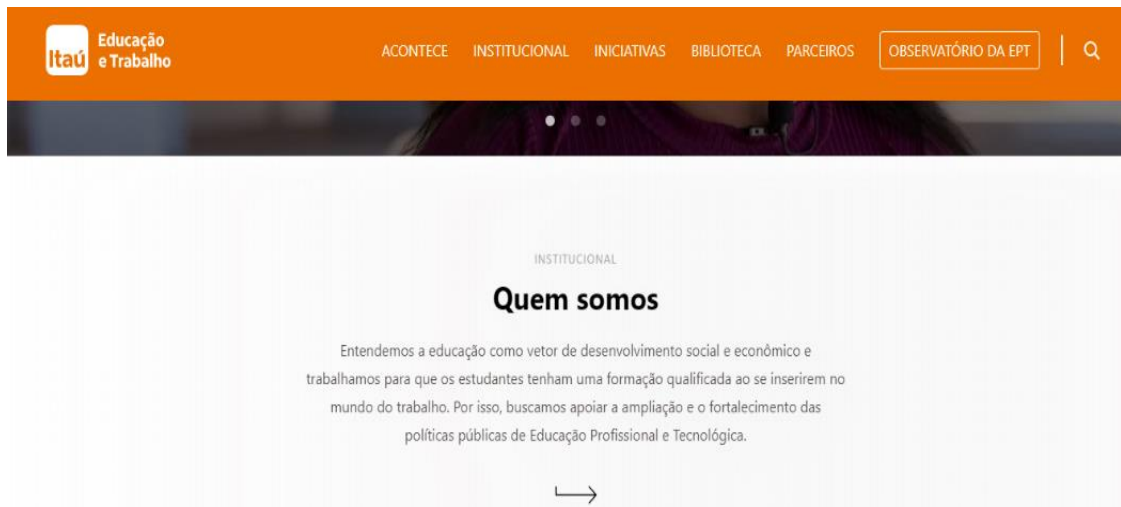 Itaú
Educação
e Trabalho
ACONTECE INSTITUCIONAL INICIATIVAS BIBLIOTECA PARCEIROS OBSERVATÓRIO DA EPT
INSTITUCIONAL
Quem somos
Entendemos a educação como vetor de desenvolvimento social e econômico e
trabalhamos para que os estudantes tenham uma formação qualificada ao se inserirem no
mundo do trabalho. Por isso, buscamos apoiar a ampliação e o fortalecimento das
políticas públicas de Educação Profissional e Tecnológica.